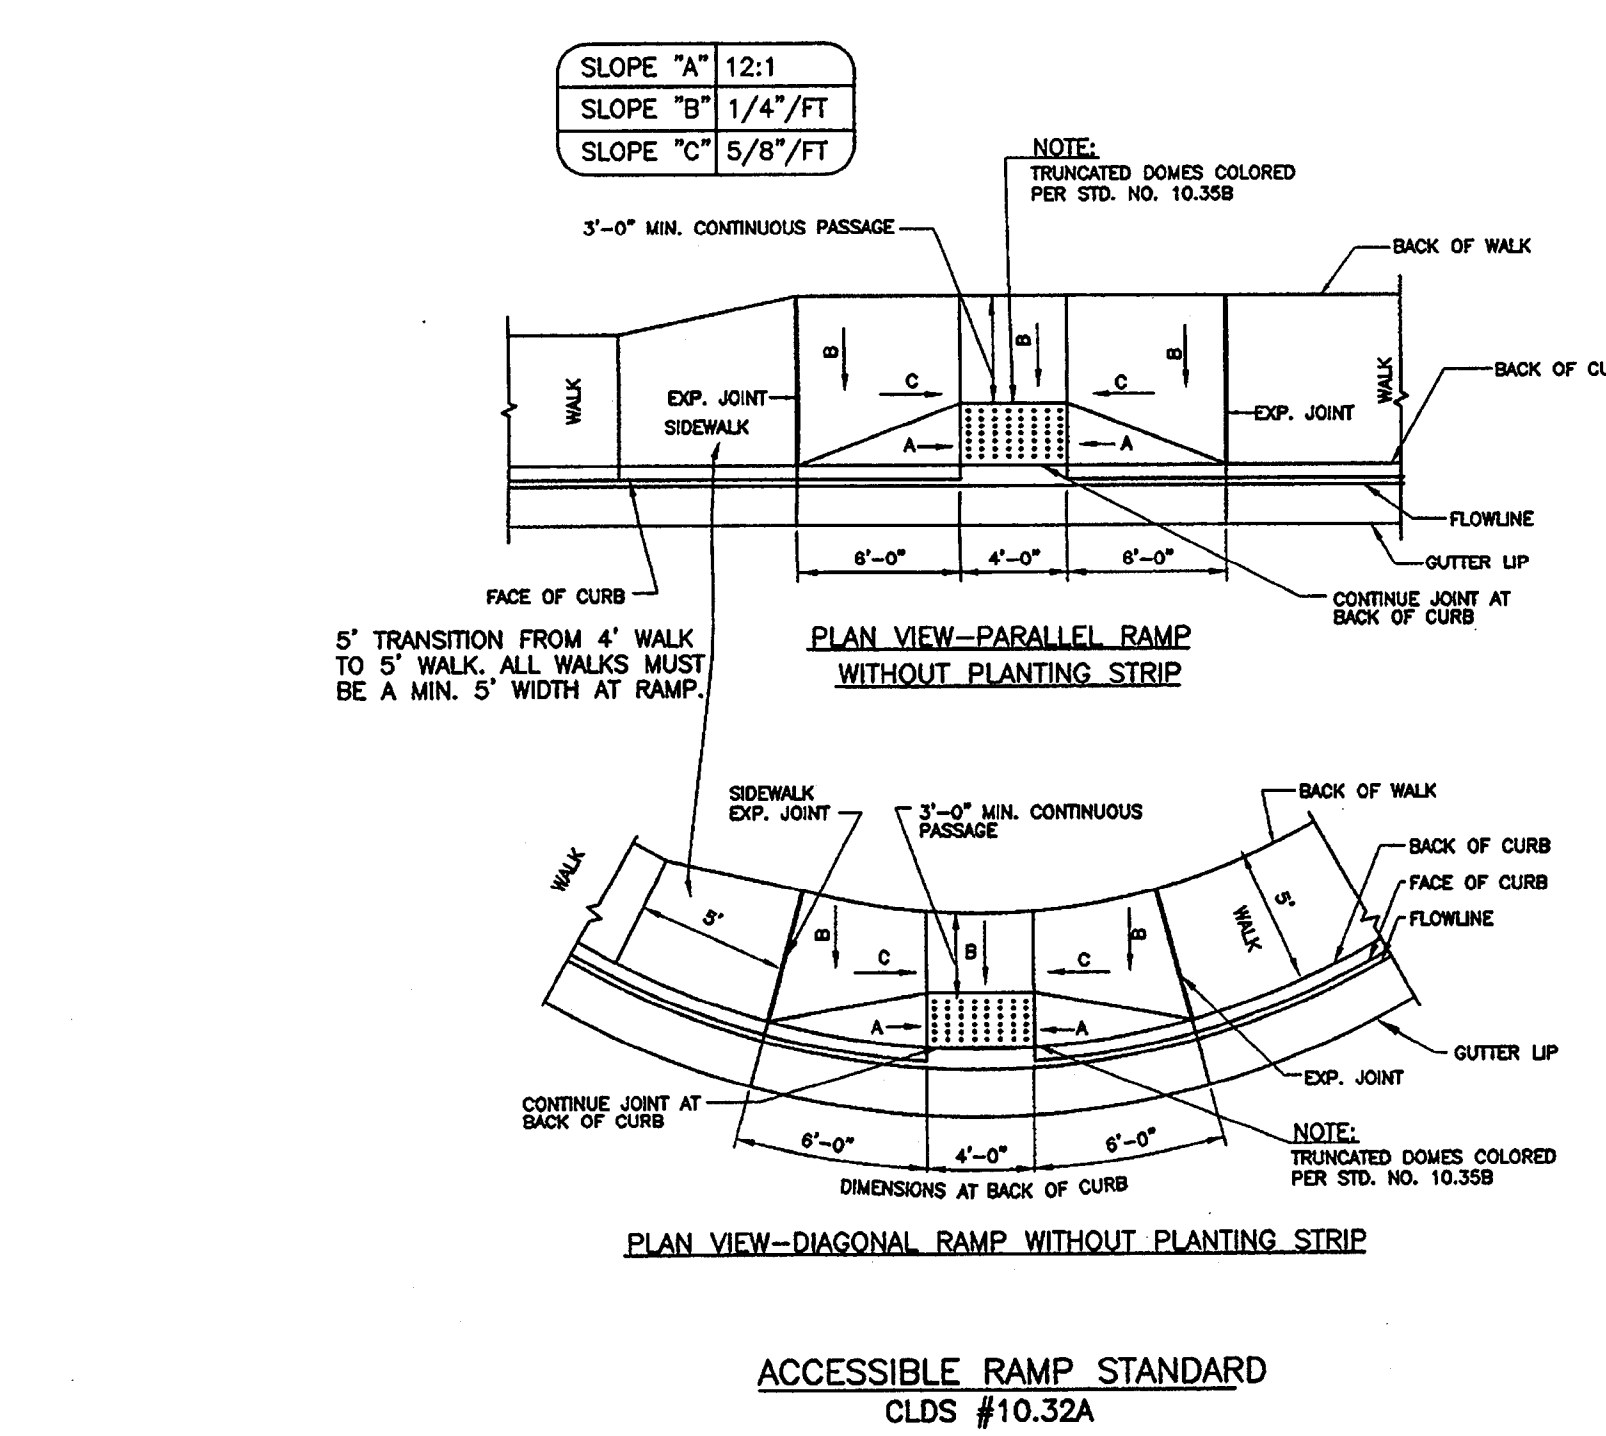 SLOPE "A" 12:1
SLOPE "B" 1/4"/FT
SLOPE "C" 5/8"/FT
NOTE:
TRUNCATED DOMES COLORED
PER STD. NO. 10.35B
3'-0" MIN. CONTINUOUS PASSAGE
BACK OF WALK
B
B
B
C
C
WALK
WALK
BACK OF CU
EXP. JOINT
SIDEWALK
EXP. JOINT
A
A
FLOWLINE
6'-0"
4'-0"
6'-0"
GUTTER LIP
FACE OF CURB
CONTINUE JOINT AT
BACK OF CURB
5' TRANSITION FROM 4' WALK
TO 5' WALK. ALL WALKS MUST
BE A MIN. 5' WIDTH AT RAMP.
PLAN VIEW-PARALLEL RAMP
WITHOUT PLANTING STRIP
SIDEWALK
EXP. JOINT
3'-0" MIN. CONTINUOUS
PASSAGE
BACK OF WALK
BACK OF CURB
FACE OF CURB
FLOWLINE
WALK
5'
B
B
B
C
C
5'
WALK
A
A
GUTTER LIP
EXP. JOINT
CONTINUE JOINT AT
BACK OF CURB
6'-0"
4'-0"
6'-0"
DIMENSIONS AT BACK OF CURB
NOTE:
TRUNCATED DOMES COLORED
PER STD. NO. 10.35B
PLAN VIEW-DIAGONAL RAMP WITHOUT PLANTING STRIP
ACCESSIBLE RAMP STANDARD
CLDS #10.32A